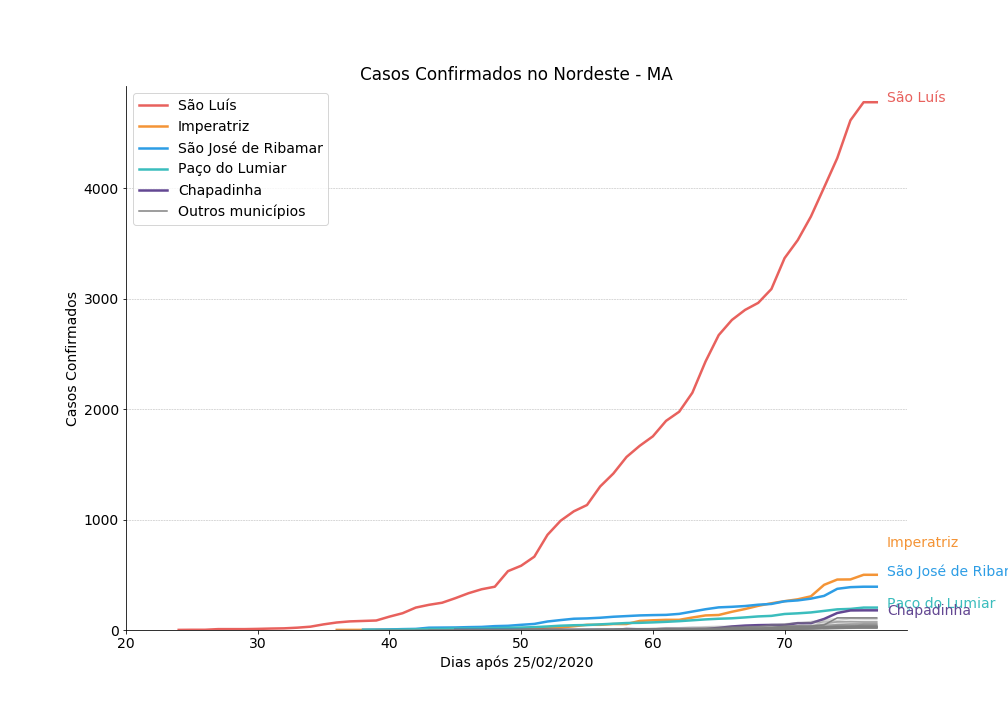 Casos Confirmados no Nordeste - MA
São Luís
Imperatriz
São José de Ribamar
Paço do Lumiar
Chapadinha
Outros municípios
São Luís
Imperatriz
São José de Ribar
Paço do Lumiar
Chapadinha
4000
3000
2000
1000
0
Casos Confirmados
20 30 40 50 60 70
Dias após 25/02/2020